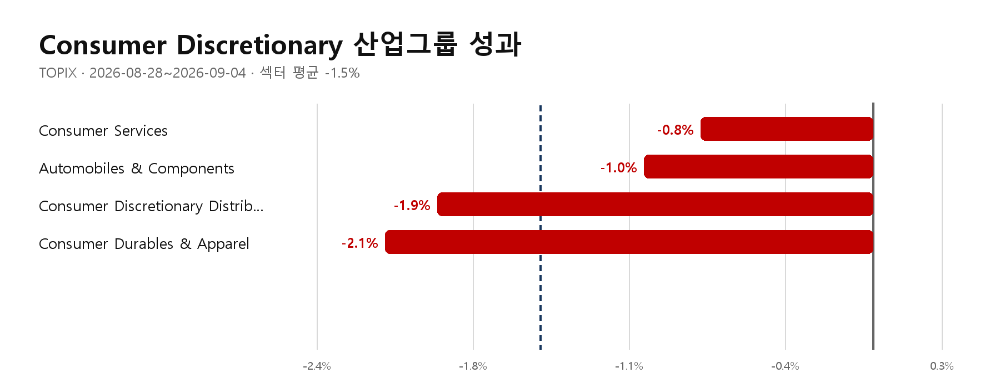 Consumer Discretionary 산업그룹 성과
TOPIX · 2026-08-28~2026-09-04 · 섹터 평균 -1.5%
Consumer Services
-0.8%
Automobiles & Components
-1.0%
Consumer Discretionary Distrib...
-1.9%
Consumer Durables & Apparel
-2.1%
-2.4%
-1.8%
-1.1%
-0.4%
0.3%